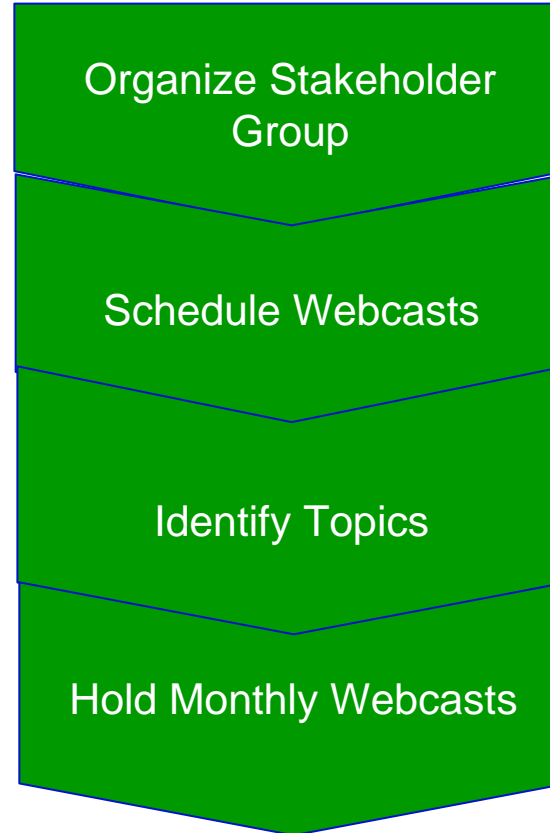 Organize Stakeholder
Group
Schedule Webcasts
Identify Topics
Hold Monthly Webcasts